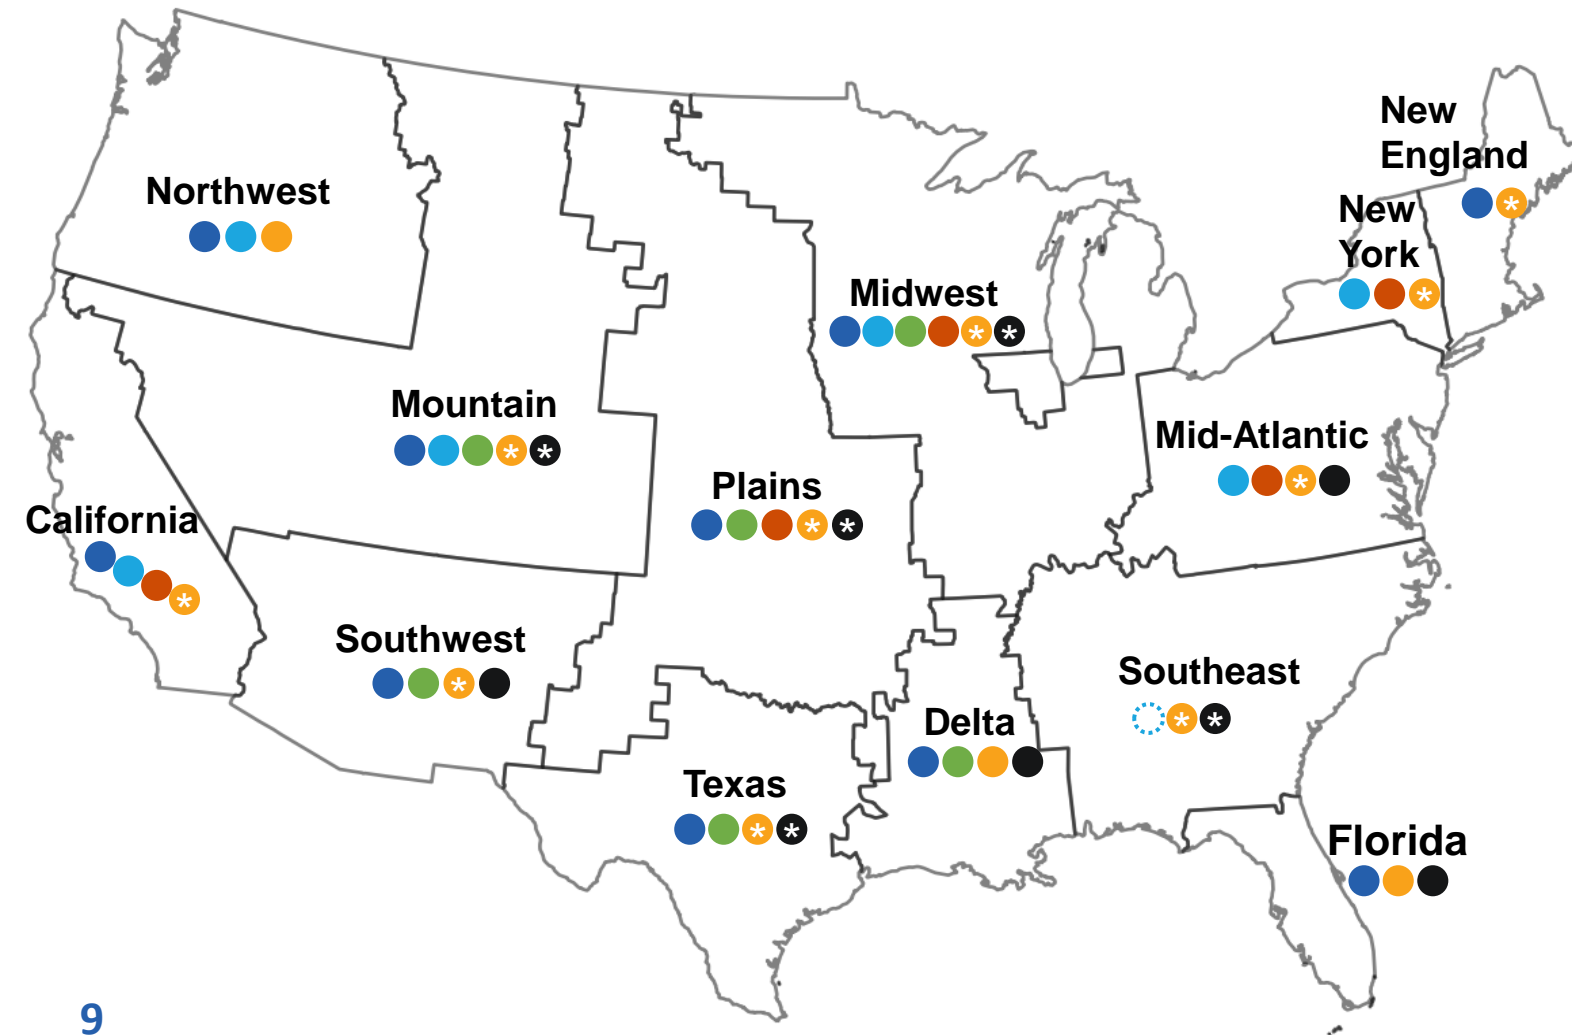 New
England
Northwest
New
York
Midwest
Mountain
Mid-Atlantic
Plains
California
Southwest
Southeast
Delta
Texas
Florida
9